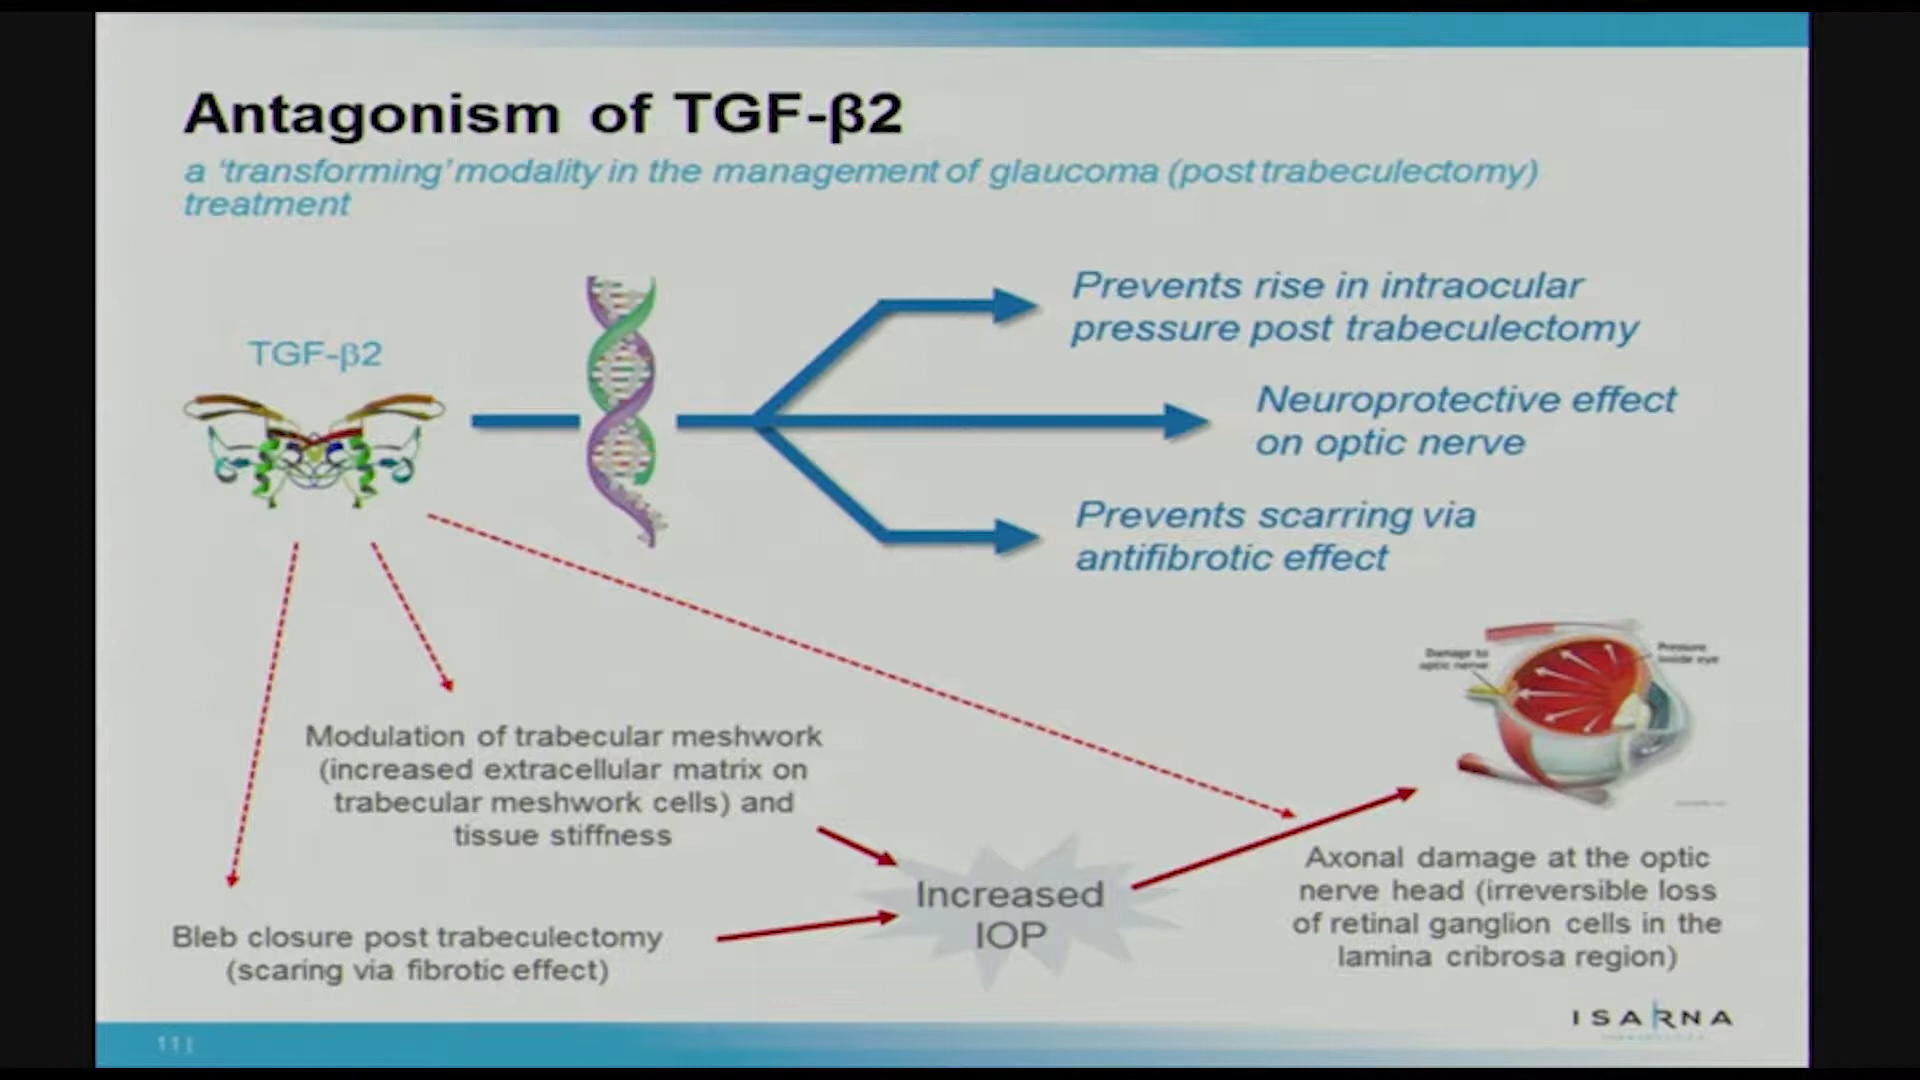 Antagonism of TGF-β2
a ‘transforming’ modality in the management of glaucoma (post trabeculectomy)
treatment
TGF-β2
Prevents rise in intraocular
pressure post trabeculectomy
Neuroprotective effect
on optic nerve
Prevents scarring via
antifibrotic effect
Damage to
optic nerve
Pressure
inside eye
Modulation of trabecular meshwork
(increased extracellular matrix on
trabecular meshwork cells) and
tissue stiffness
Increased
IOP
Bleb closure post trabeculectomy
(scaring via fibrotic effect)
Axonal damage at the optic
nerve head (irreversible loss
of retinal ganglion cells in the
lamina cribrosa region)
ISARNA
11 |